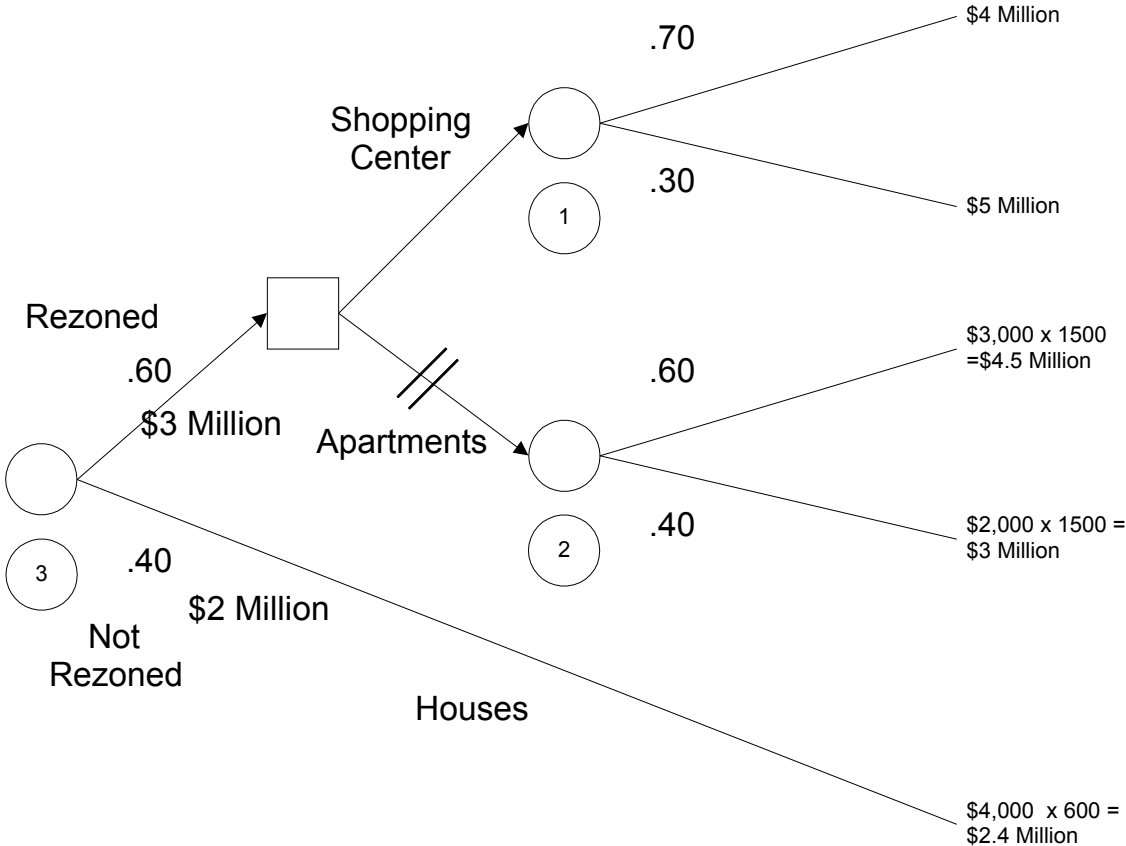 $4 Million
.70
Shopping
Center
.30
1
$5 Million
Rezoned
.60
$3 Million
$3,000 x 1500
=$4.5 Million
.60
Apartments
.40
2
$2,000 x 1500 =
$3 Million
3
.40
$2 Million
Not
Rezoned
Houses
$4,000  x 600 =
$2.4 Million